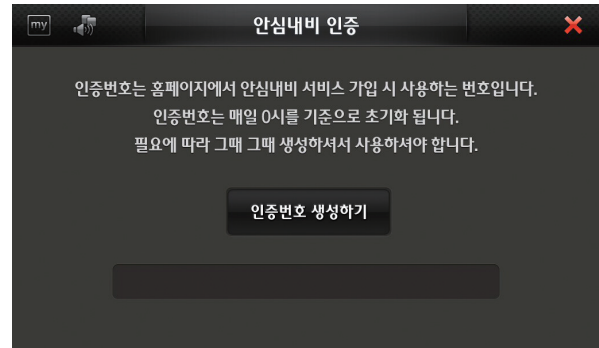 my
안심내비 인증
인증번호는 홈페이지에서 안심내비 서비스 가입 시 사용하는 번호입니다.
인증번호는 매일 0시를 기준으로 초기화 됩니다.
필요에 따라 그때 그때 생성하셔서 사용하셔야 합니다.
인증번호 생성하기